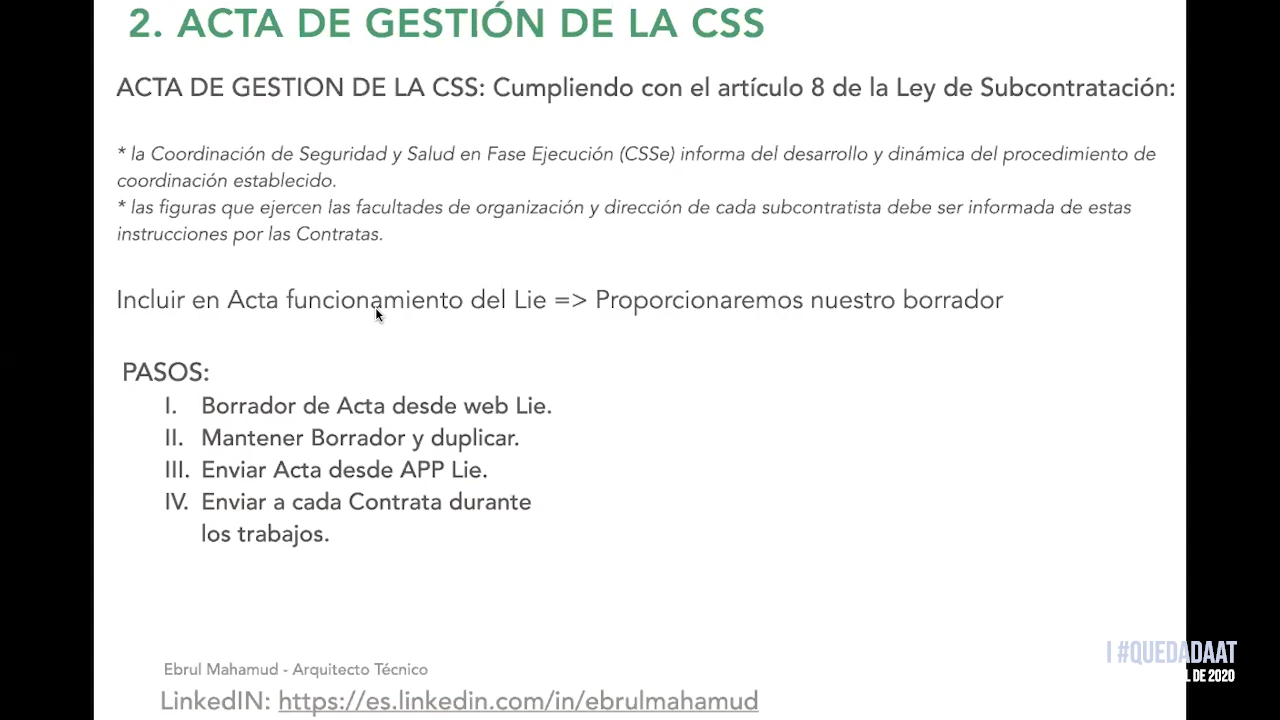 2. ACTA DE GESTIÓN DE LA CSS
ACTA DE GESTION DE LA CSS: Cumpliendo con el artículo 8 de la Ley de Subcontratación:
* la Coordinación de Seguridad y Salud en Fase Ejecución (CSSe) informa del desarrollo y dinámica del procedimiento de
coordinación establecido.
* las figuras que ejercen las facultades de organización y dirección de cada subcontratista debe ser informada de estas
instrucciones por las Contratas.
Incluir en Acta funcionamiento del Lie => Proporcionaremos nuestro borrador
PASOS:
I. Borrador de Acta desde web Lie.
II. Mantener Borrador y duplicar.
III. Enviar Acta desde APP Lie.
IV. Enviar a cada Contrata durante
los trabajos.
Ebrul Mahamud - Arquitecto Técnico
LinkedIN: https://es.linkedin.com/in/ebrulmahamud
I #QUEDADAAT
L DE 2020